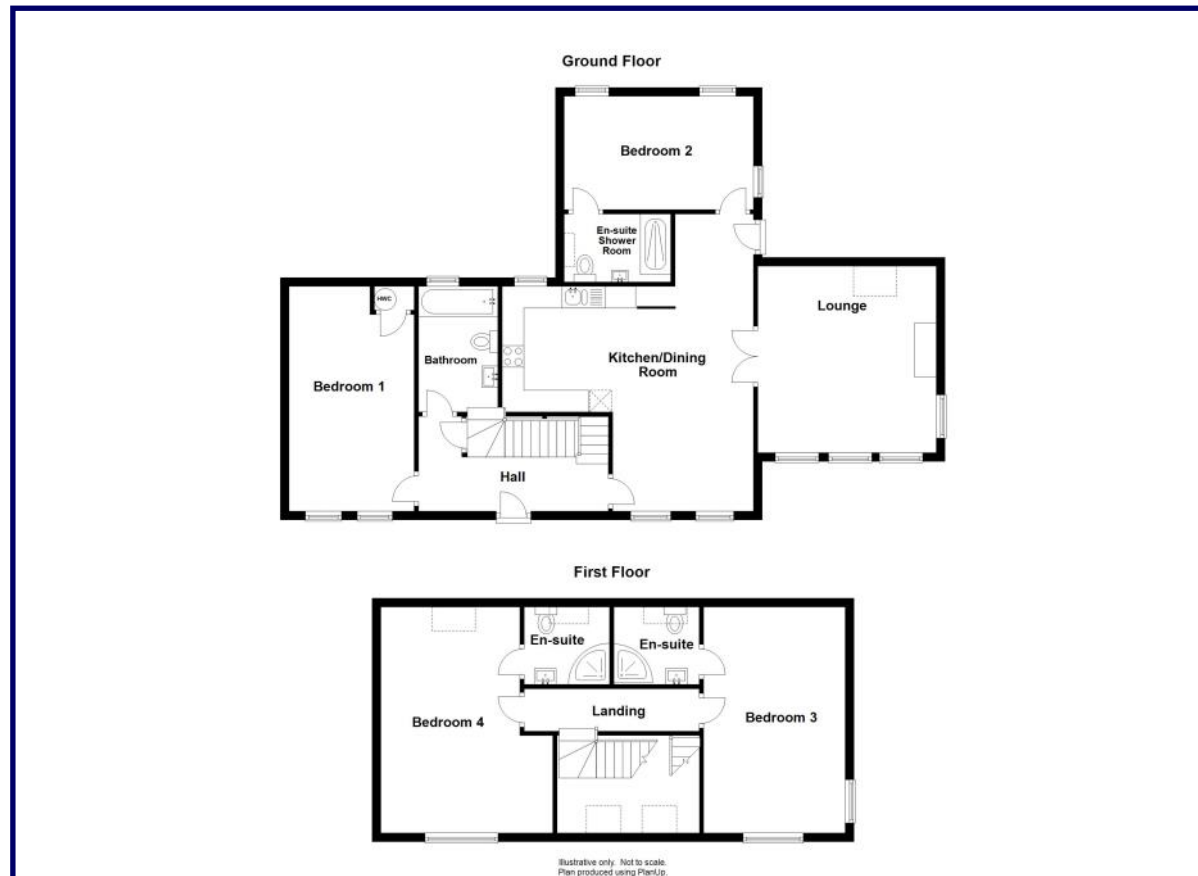 Ground Floor
Bedroom 2
En-suite
Shower
Room
Lounge
HWC
Kitchen/Dining
Room
Bathroom
Bedroom 1
Hall
First Floor
En-suite
En-suite
Landing
Bedroom 4
Bedroom 3
Illustrative only. Not to scale.
Plan produced using PlanUp.